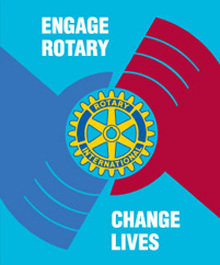 ENGAGE
ROTARY
ROTARY
INTERNATIONAL
CHANGE
LIVES